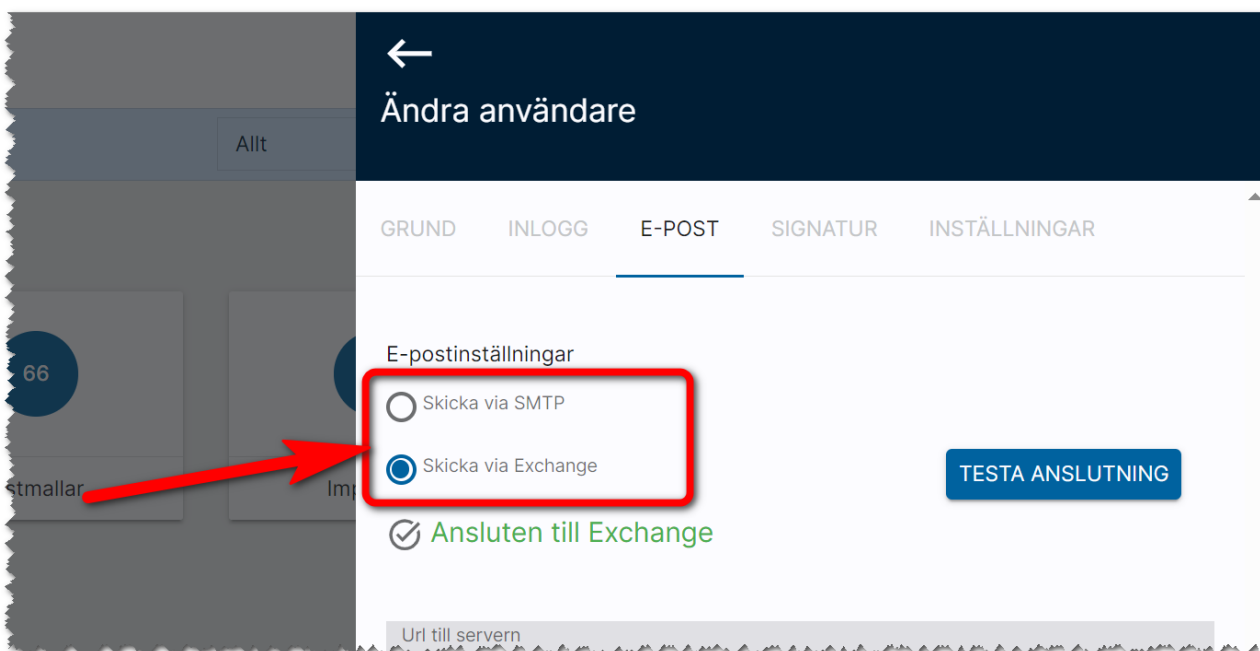 Ändra användare
Allt
GRUND INLOGG E-POST SIGNATUR INSTÄLLNINGAR
E-postinställningar
66
Skicka via SMTP
Skicka via Exchange
TESTA ANSLUTNING
stmallar
Imp
Ansluten till Exchange
Url till servern